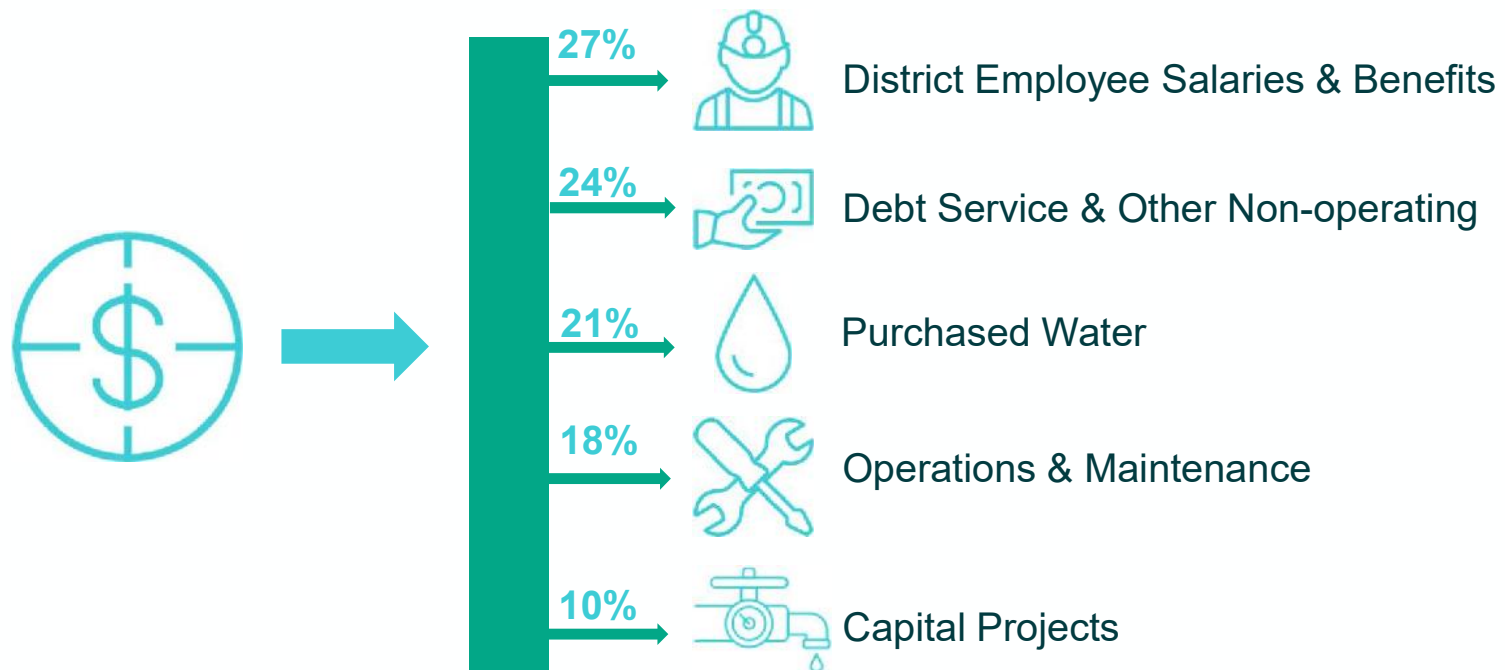 27%
District Employee Salaries & Benefits
24%
Debt Service & Other Non-operating
21%
Purchased Water
18%
Operations & Maintenance
10%
Capital Projects